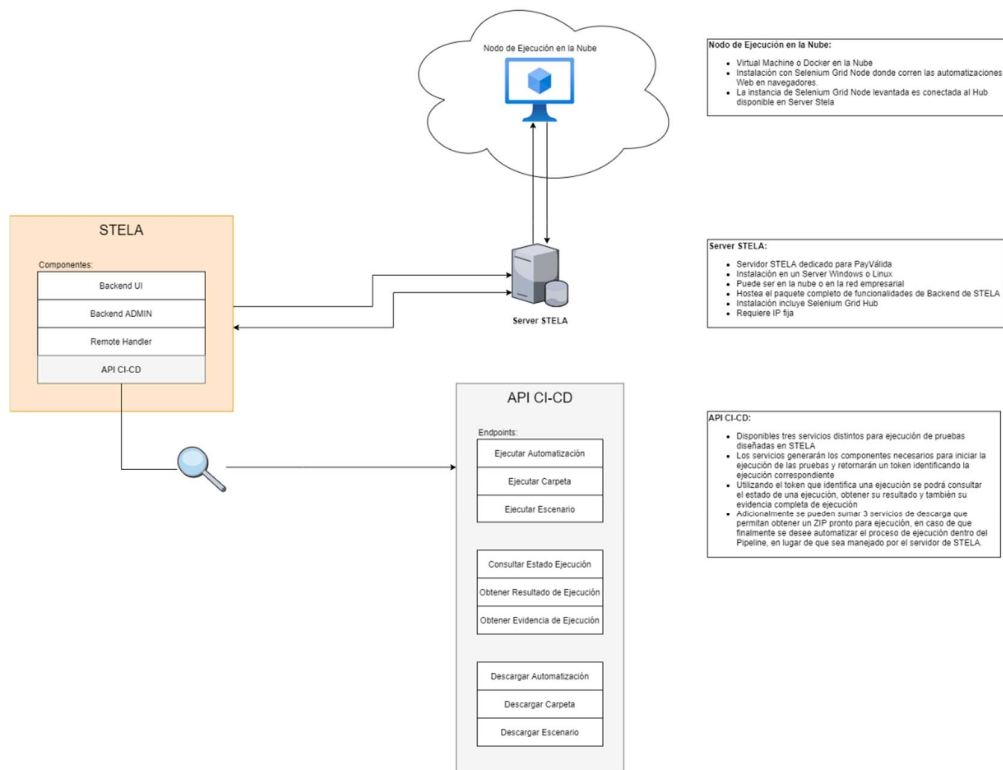 Nodo de Ejecución en la Nube
Nodo de Ejecución en la Nube:
Virtual Machine o Docker en la Nube
Instalación con Selenium Grid Node donde corren las automatizaciones
Web en navegadores.
La instancia de Selenium Grid Node levantada es conectada al Hub
disponible en Server Stela
STELA
Componentes:
Backend UI
Backend ADMIN
Remote Handler
API CI-CD
Server STELA
Server STELA:
Servidor STELA dedicado para PayVálida
Instalación en un Server Windows o Linux
Puede ser en la nube o en la red empresarial
Hostea el paquete completo de funcionalidades de Backend de STELA
Instalación incluye Selenium Grid Hub
Requiere IP fija
API CI-CD
Endpoints:
Ejecutar Automatización
Ejecutar Carpeta
Ejecutar Escenario
Consultar Estado Ejecución
Obtener Resultado de Ejecución
Obtener Evidencia de Ejecución
Descargar Automatización
Descargar Carpeta
Descargar Escenario
API CI-CD:
Disponibles tres servicios distintos para ejecución de pruebas
diseñadas en STELA
Los servicios generarán los componentes necesarios para iniciar la
ejecución de las pruebas y retornarán un token identificando la
ejecución correspondiente
Utilizando el token que identifica una ejecución se podrá consultar
el estado de una ejecución, obtener su resultado y también su
evidencia completa de ejecución
Adicionalmente se pueden sumar 3 servicios de descarga que
permitan obtener un ZIP pronto para ejecución, en caso de que
finalmente se desee automatizar el proceso de ejecución dentro del
Pipeline, en lugar de que sea manejado por el servidor de STELA.